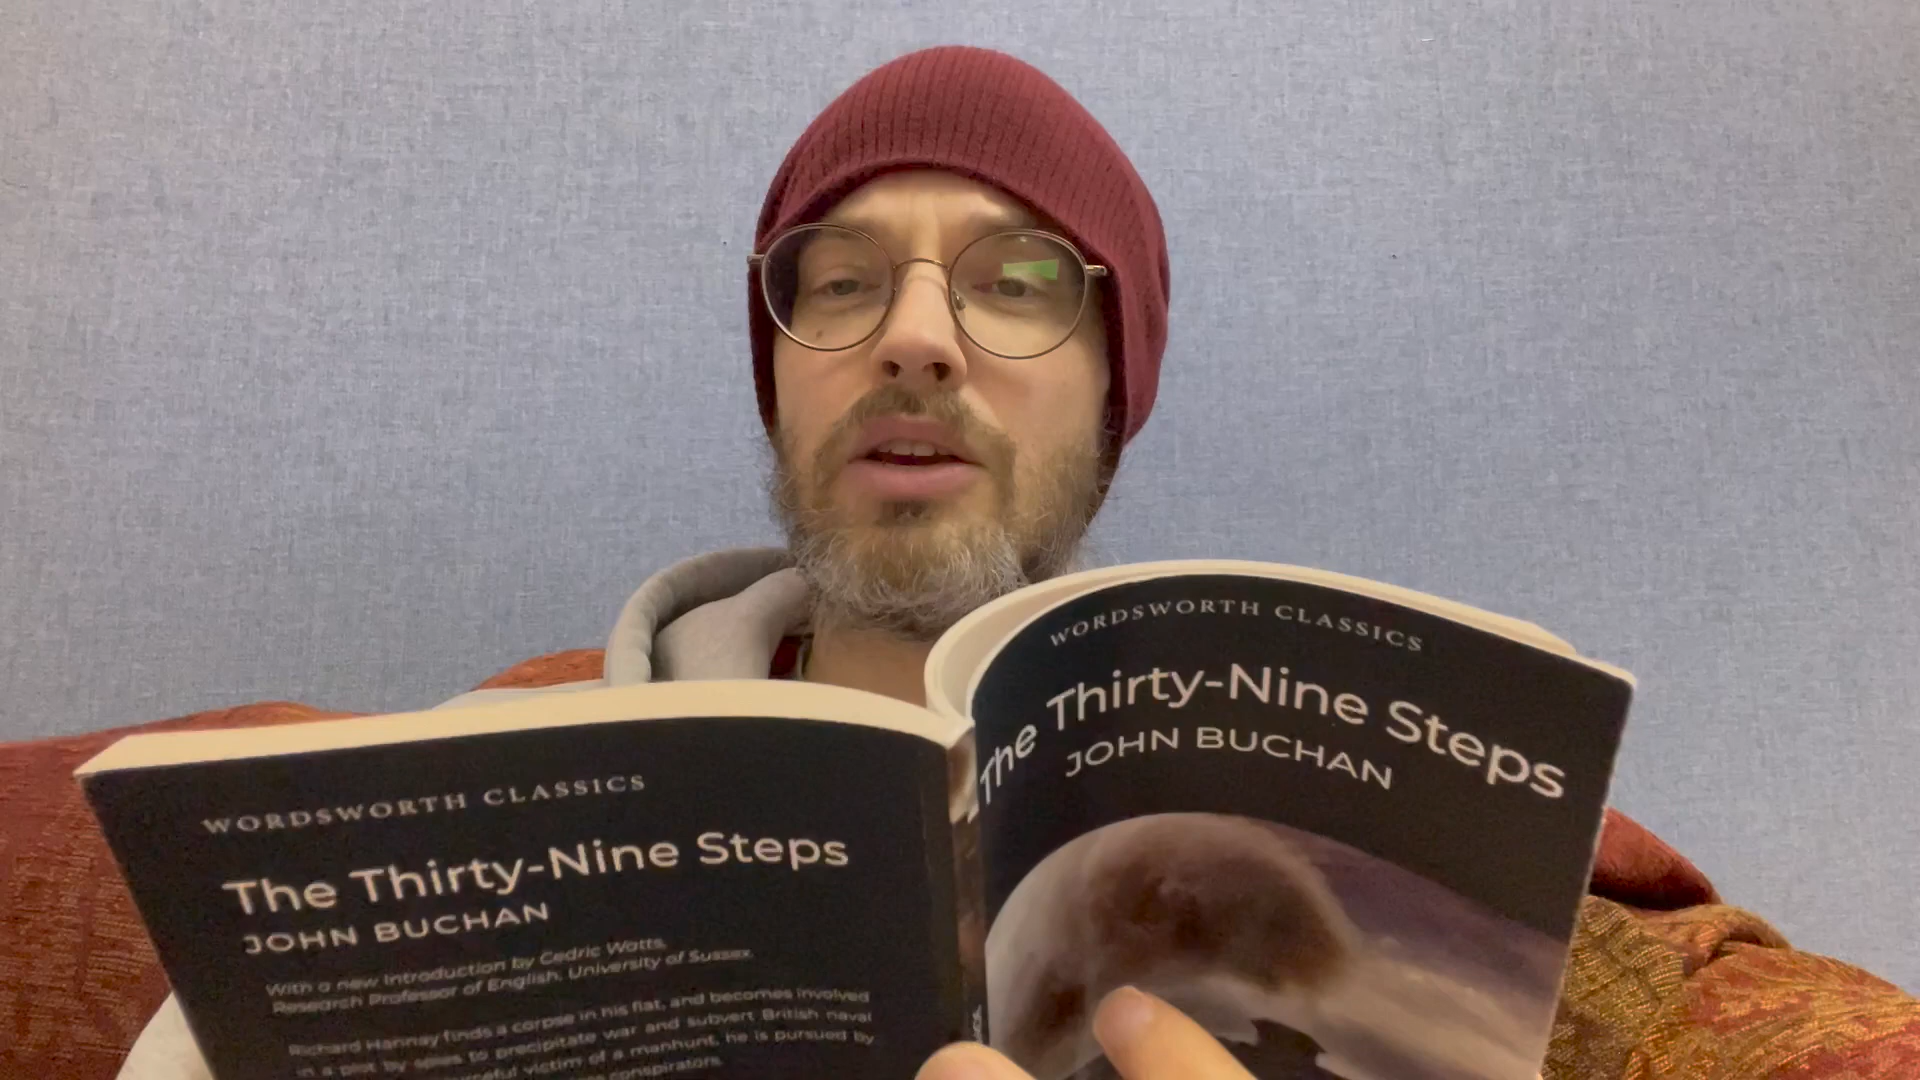 WORDSWORTH CLASSICS
The Thirty-Nine Steps
JOHN BUCHAN
With a new Introduction by Cedric Watts,
Research Professor of English, University of Sussex.
Richard Hannay finds a corpse in his flat, and becomes involved
in a plot by spies to precipitate war and subvert British naval
victim of a manhunt, he is pursued by
conspirators.
WORDSWORTH CLASSICS
The Thirty-Nine Steps
JOHN BUCHAN